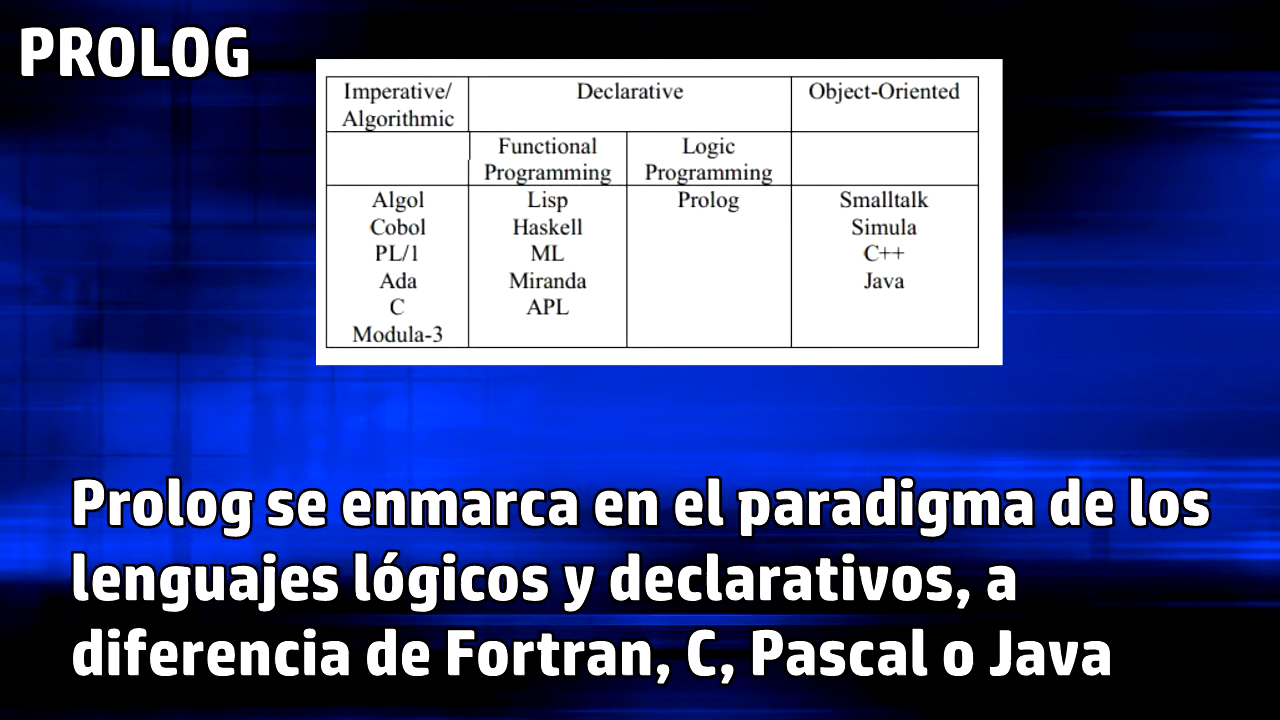 PROLOG
Imperative/ Declarative Object-Oriented
Algorithmic
Functional Logic
Programming Programming
Algol Lisp Prolog Smalltalk
Cobol Haskell Simula
PL/1 ML C++
Ada Miranda Java
C APL
Modula-3
Prolog se enmarca en el paradigma de los
lenguajes lógicos y declarativos, a
diferencia de Fortran, C, Pascal o Java